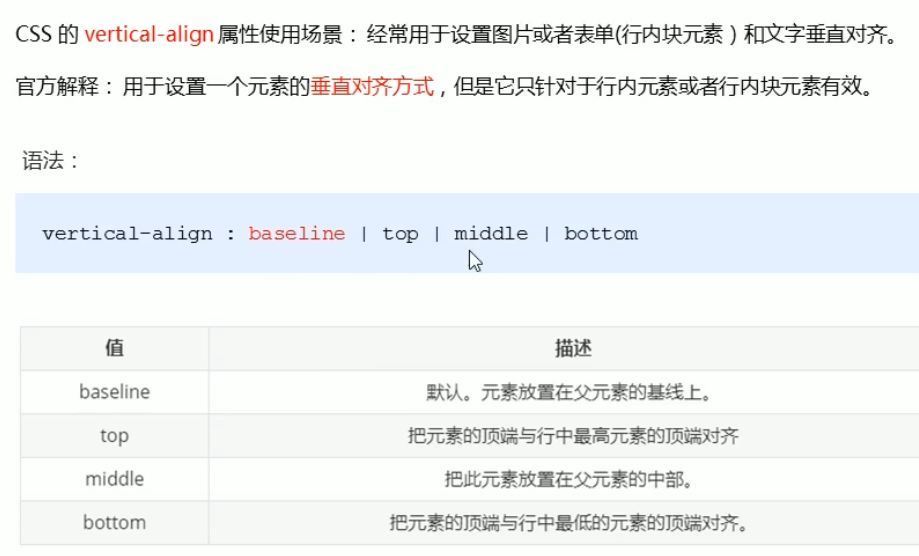 CSS 的 vertical-align 属性使用场景： 经常用于设置图片或者表单(行内块元素）和文字垂直对齐。
官方解释： 用于设置一个元素的垂直对齐方式，但是它只针对于行内元素或者行内块元素有效。
语法：
vertical-align : baseline | top | middle | bottom
值 描述
baseline 默认。元素放置在父元素的基线上。
top 把元素的顶端与行中最高元素的顶端对齐
middle 把此元素放置在父元素的中部。
bottom 把元素的顶端与行中最低的元素的顶端对齐。